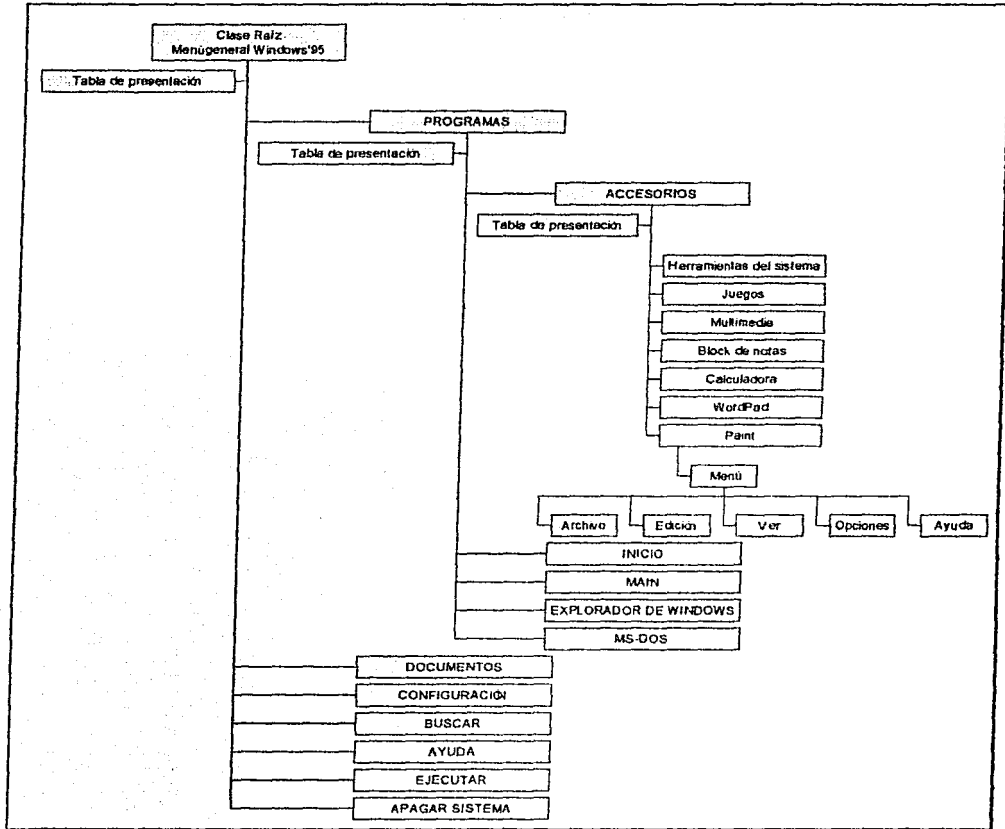 Clase Raíz
Menúgeneral Windows'95
Tabla de presentación
PROGRAMAS
Tabla de presentación
ACCESORIOS
Tabla de presentación
Herramientas del sistema
Juegos
Multimedia
Block de notas
Calculadora
WordPad
Paint
Menú
Archivo
Edición
Ver
Opciones
Ayuda
INICIO
MAIN
EXPLORADOR DE WINDOWS
MS-DOS
DOCUMENTOS
CONFIGURACIÓN
BUSCAR
AYUDA
EJECUTAR
APAGAR SISTEMA